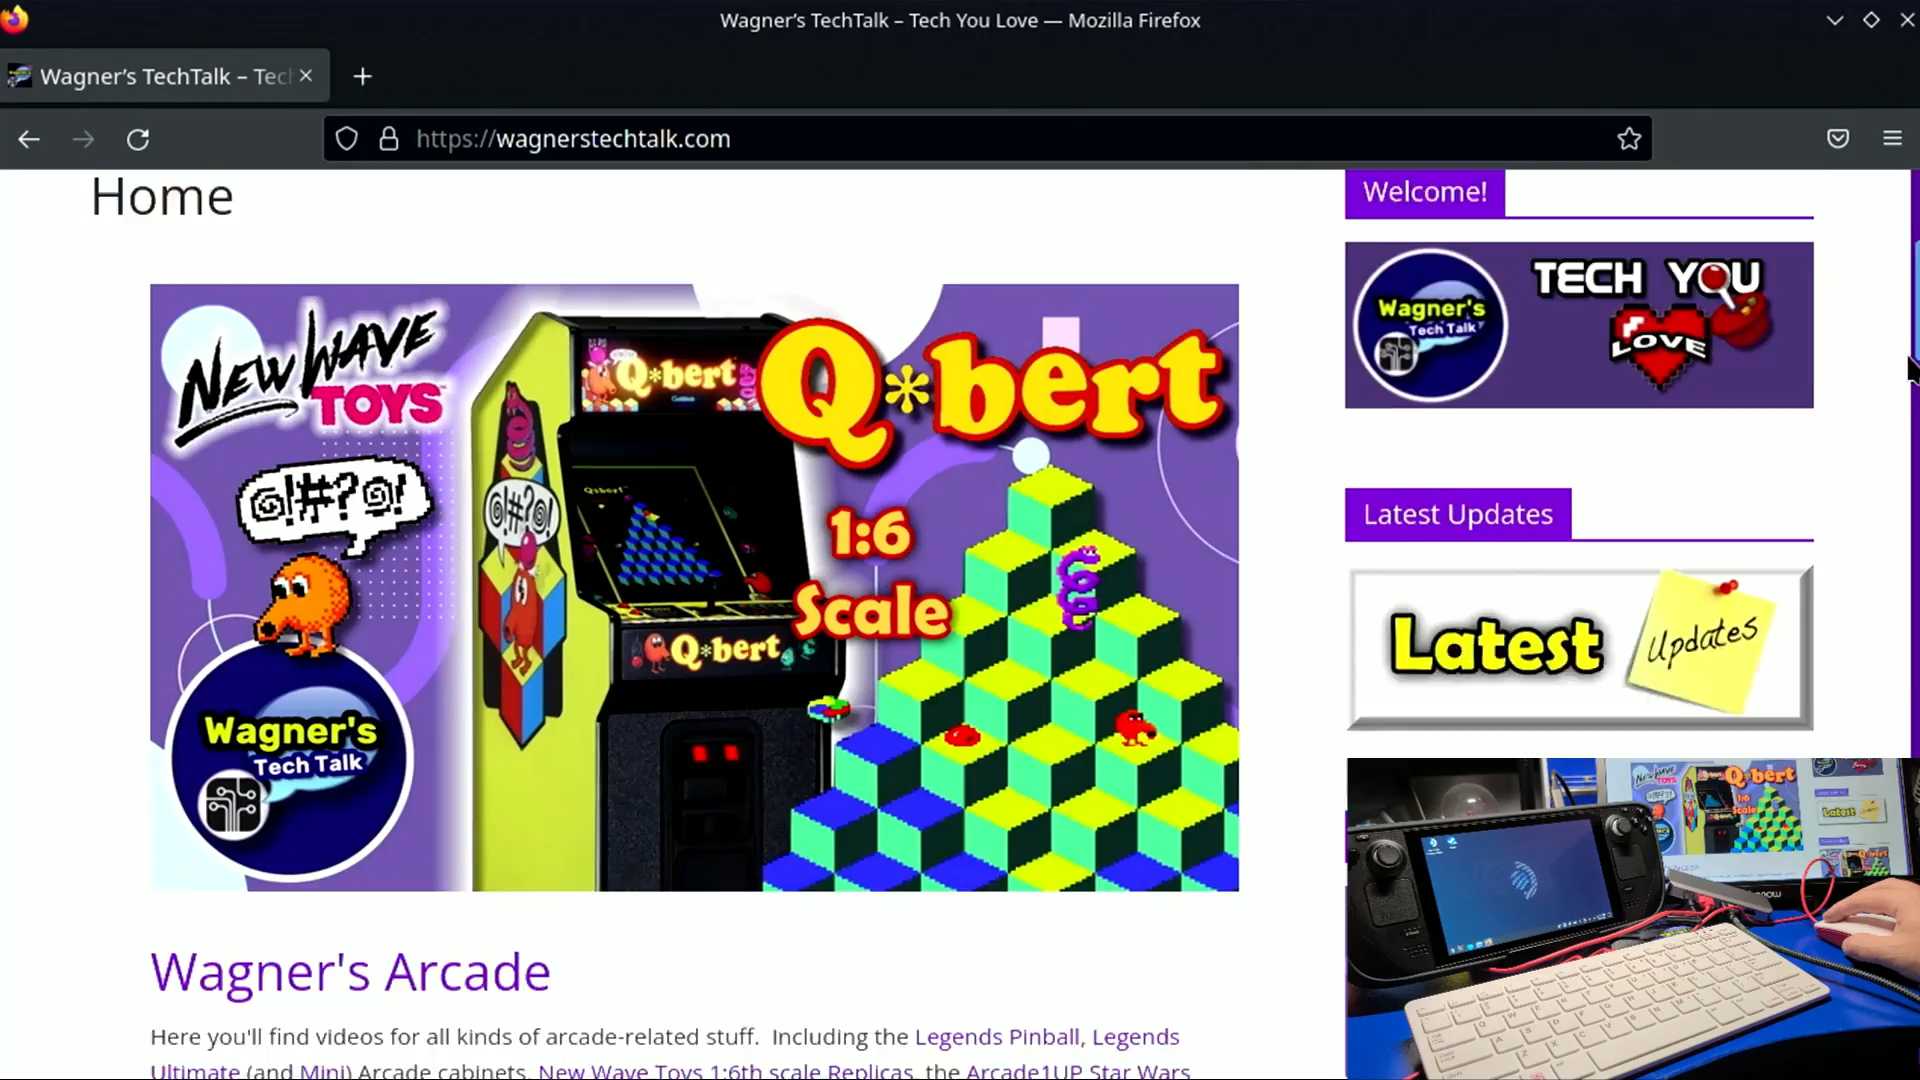 Wagner's TechTalk – Tech You Love — Mozilla Firefox
Wagner's TechTalk – Tec
https://wagnerstechtalk.com
Home
Welcome!
Wagner's
Tech Talk
TECH YOU
LOVE
NEW WAVE
TOYS
Q*bert
Q*bert
@!#?@!
@!#?@!
Q*bert
1:6
Scale
Q*bert
Wagner's
Tech Talk
Latest Updates
Latest
Updates
Wagner's Arcade
Here you'll find videos for all kinds of arcade-related stuff. Including the Legends Pinball, Legends
Ultimate (and Mini) Arcade cabinets, New Wave Toys 1:6th scale Replicas, the Arcade1UP Star Wars